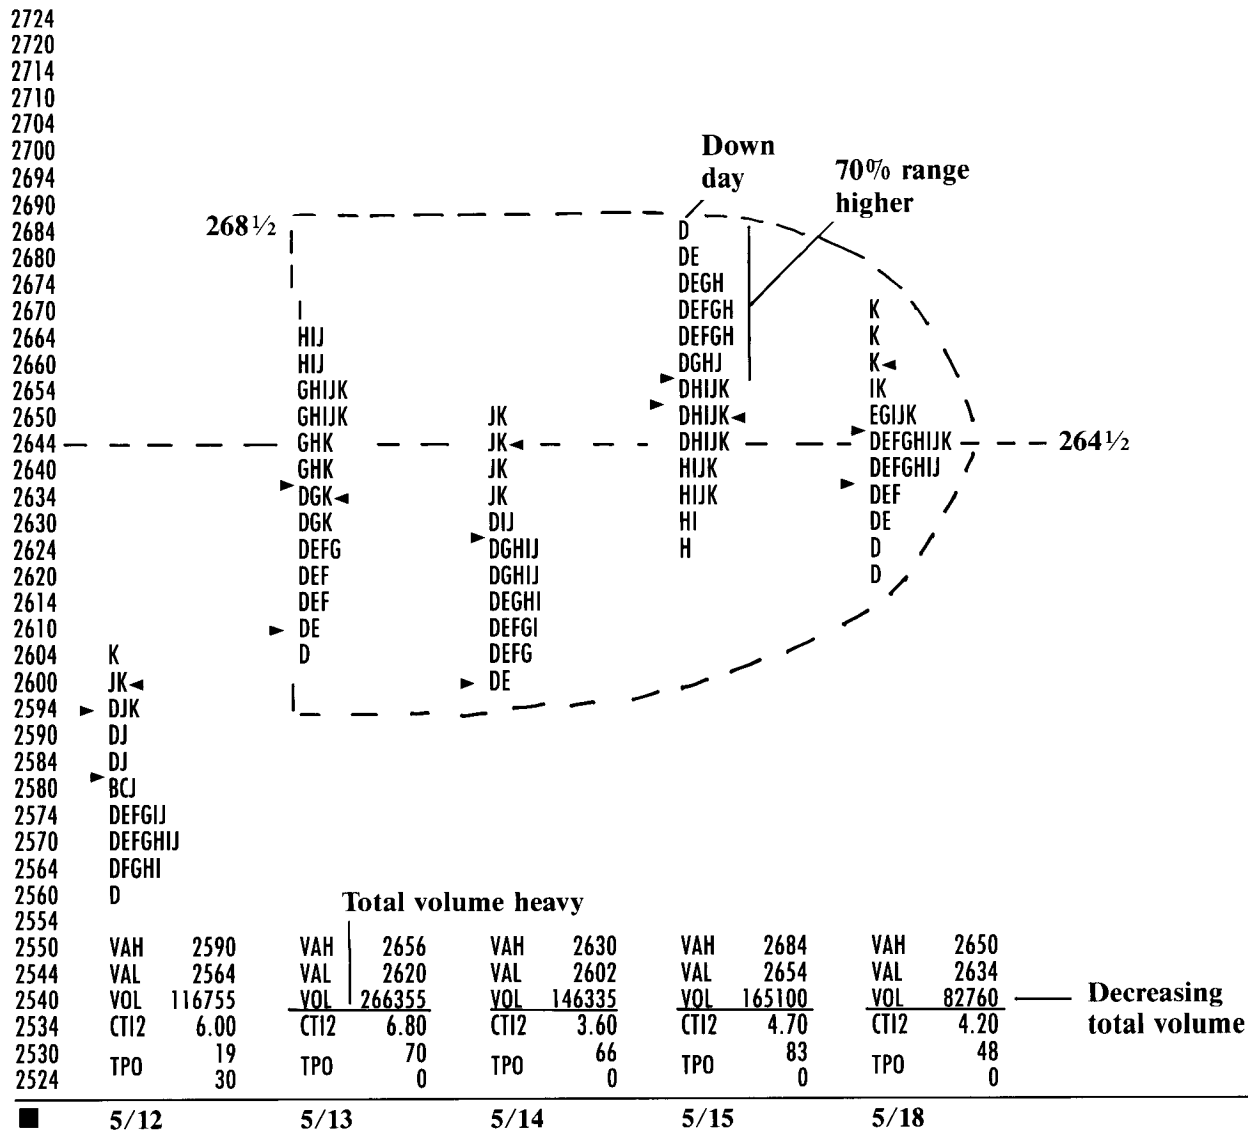 2724
2720
2714
2710
2704
2700
2694 Down day
2690 70% range higher
2684 268½ D
2680 DE
2674 DEGH
2670 I DEFGH K
2664 HIJ DEFGH K
2660 HIJ DGHJ K
2654 GHIJK DHIJK IK
2650 GHIJK JK DHIJK EGIJK
2644 GHK JK DHIJK DEFGHIJK 264½
2640 GHK JK HIJK DEFGHIJ
2634 DGK JK HIJK DEF
2630 DGK DIJ HI DE
2624 DEFG DGHIJ H D
2620 DEF DGHIJ D
2614 DEF DEGHI
2610 DE DEFGI
2604 K D DEFG
2600 JK DE
2594 DJK
2590 DJ
2584 DJ
2580 BCJ
2574 DEFGIJ
2570 DEFGHIJ
2564 DFGHI
2560 D Total volume heavy
2554
2550 VAH 2590 VAH 2656 VAH 2630 VAH 2684 VAH 2650
2544 VAL 2564 VAL 2620 VAL 2602 VAL 2654 VAL 2634
2540 VOL 116755 VOL 266355 VOL 146335 VOL 165100 VOL 82760 Decreasing total volume
2534 CTI2 6.00 CTI2 6.80 CTI2 3.60 CTI2 4.70 CTI2 4.20
2530 TPO 19 TPO 70 TPO 66 TPO 83 TPO 48
2524 30 0 0 0 0
5/12 5/13 5/14 5/15 5/18